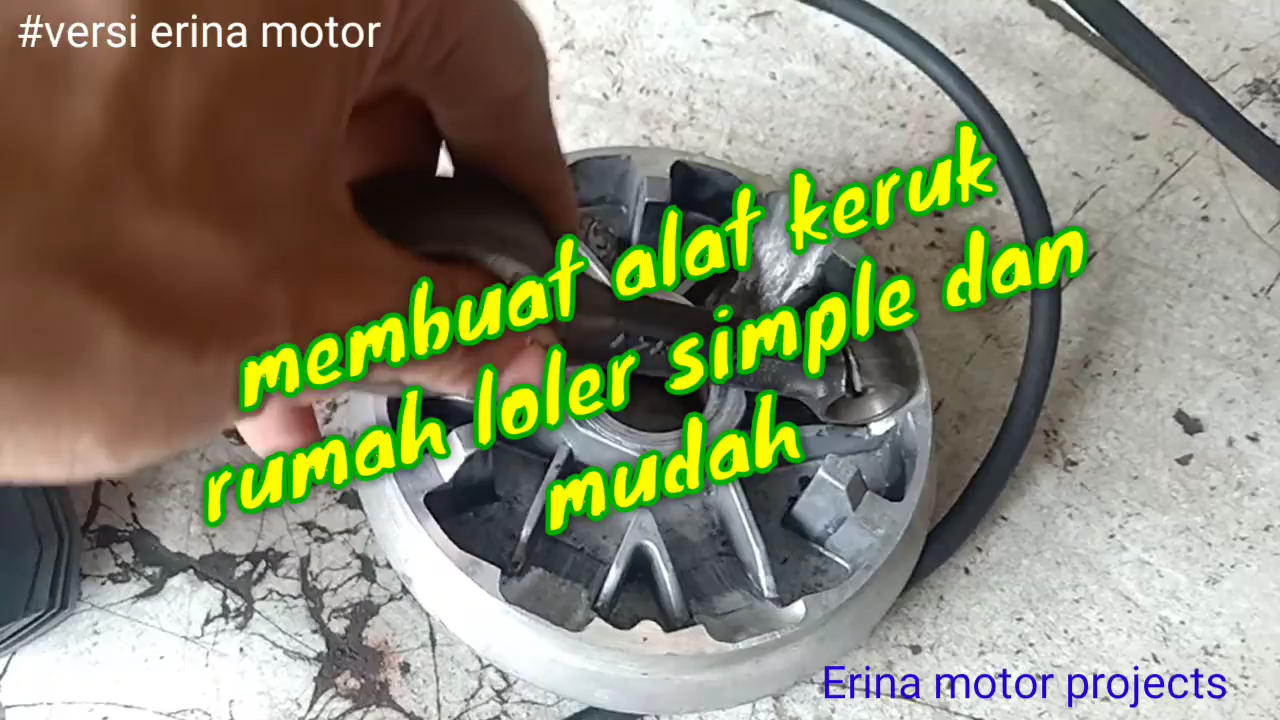 #versi erina motor
membuat alat keruk
rumah loler simple dan
mudah
Erina motor projects